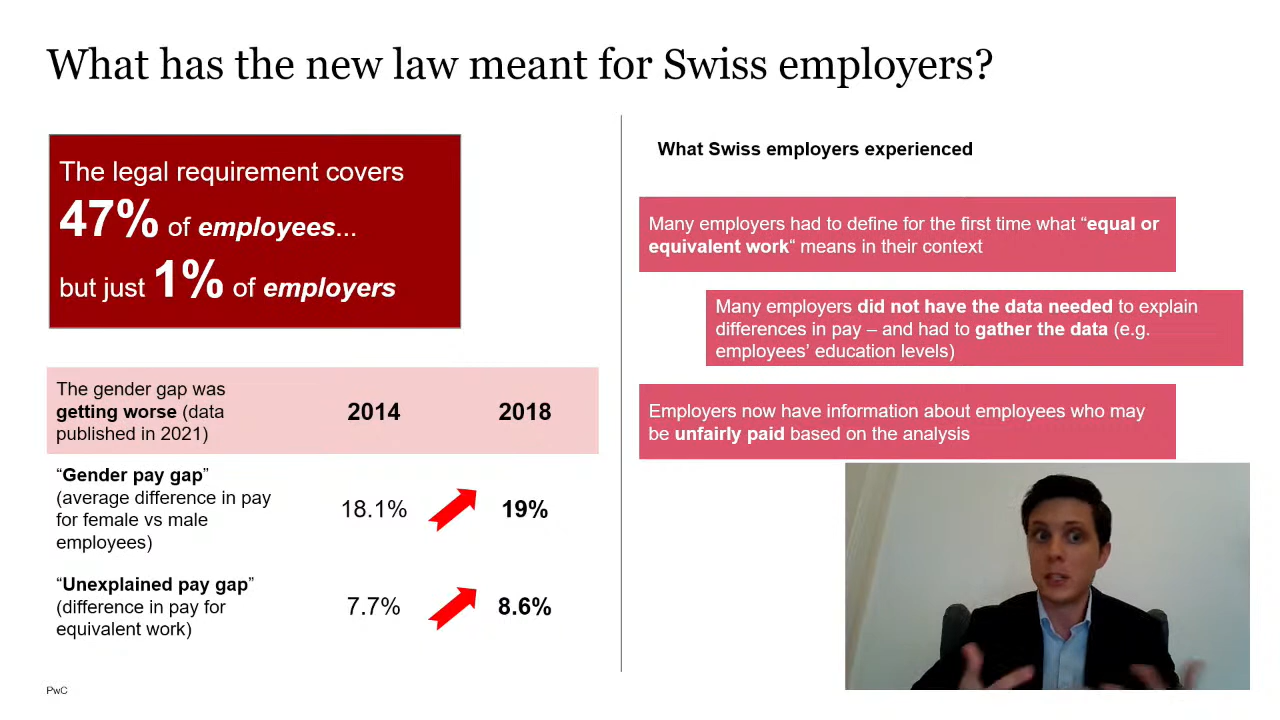 What has the new law meant for Swiss employers?
The legal requirement covers
47% of employees...
but just 1% of employers
The gender gap was
getting worse (data
published in 2021)
2014
2018
“Gender pay gap”
(average difference in pay
for female vs male
employees)
18.1%
19%
“Unexplained pay gap”
(difference in pay for
equivalent work)
7.7%
8.6%
What Swiss employers experienced
Many employers had to define for the first time what “equal or
equivalent work“ means in their context
Many employers did not have the data needed to explain
differences in pay – and had to gather the data (e.g.
employees’ education levels)
Employers now have information about employees who may
be unfairly paid based on the analysis
PwC